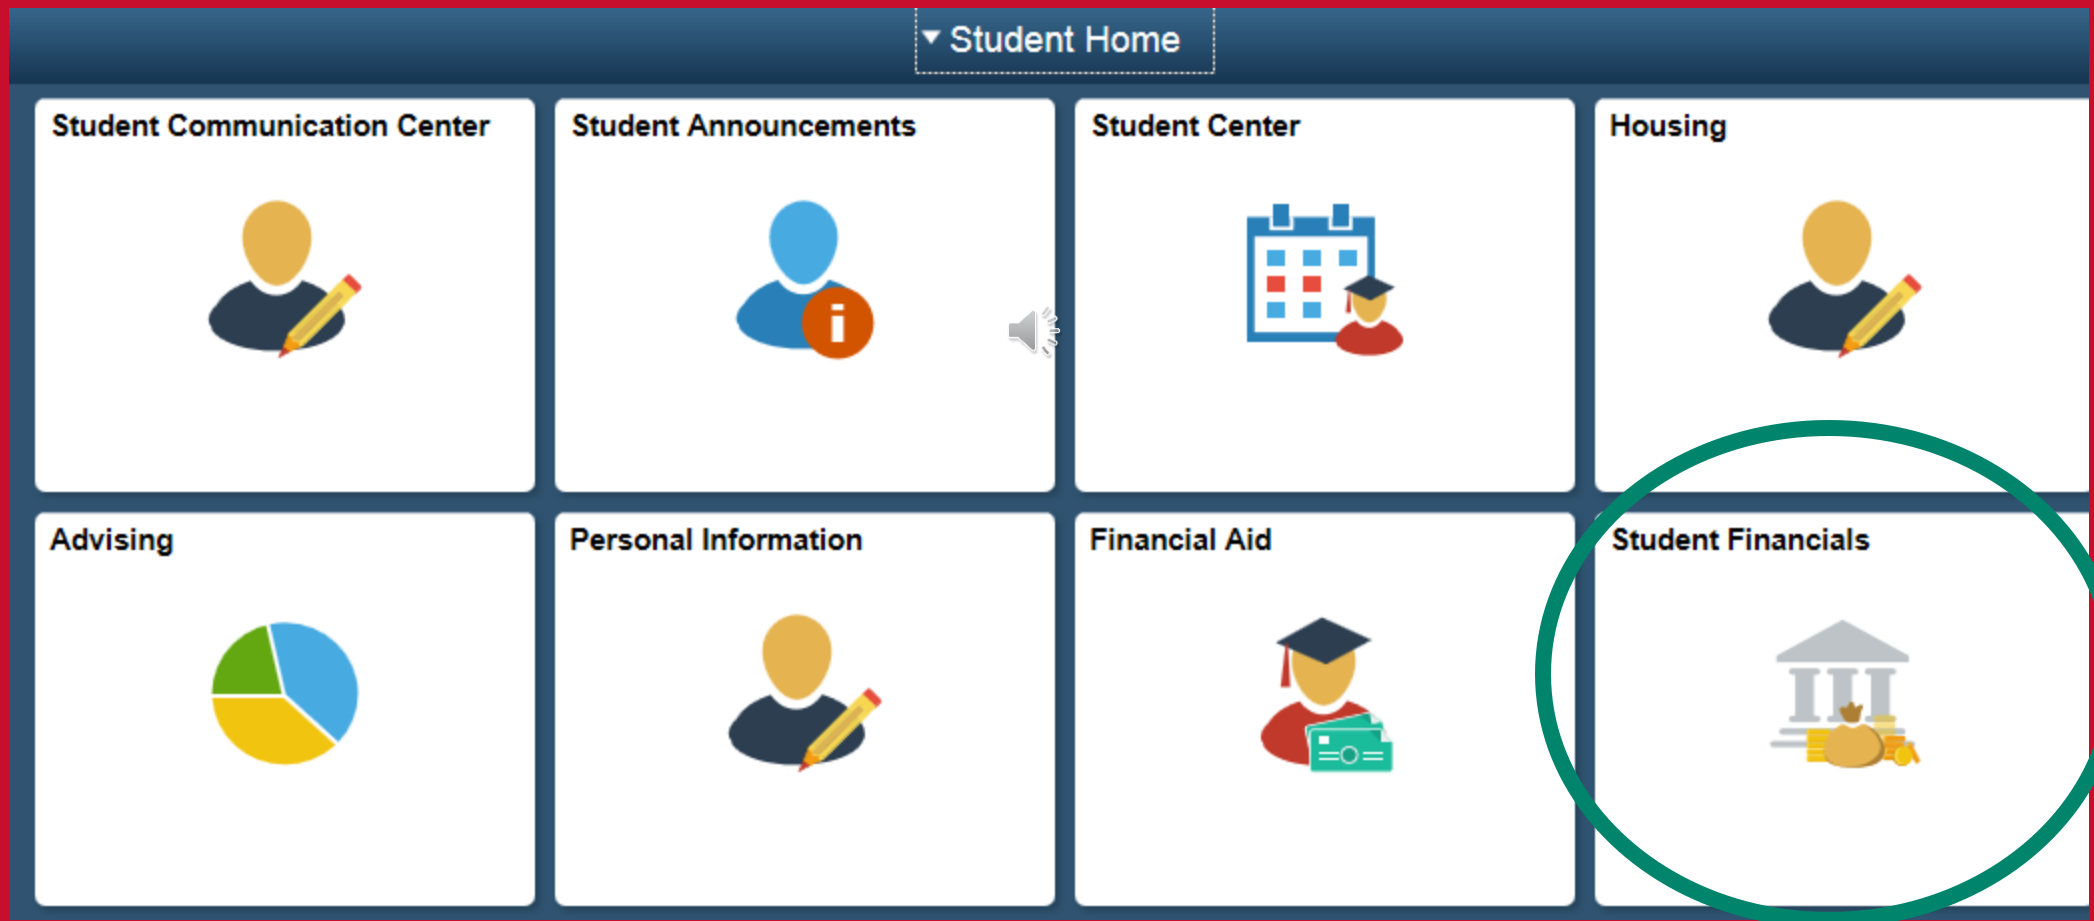 Student Home
Student Communication Center
Student Announcements
Student Center
Housing
Advising
Personal Information
Financial Aid
Student Financials